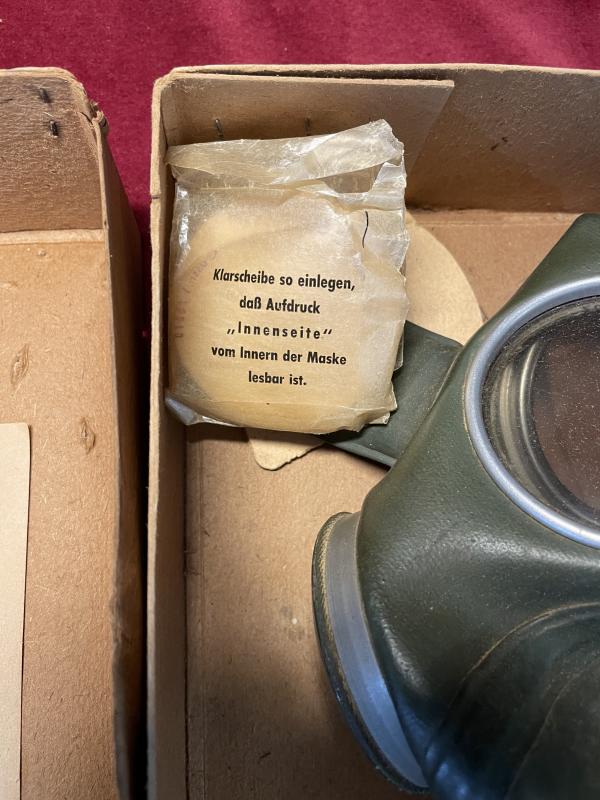 Klarscheibe so einlegen,
daß Aufdruck
„Innenseite"
vom Innern der Maske
lesbar ist.